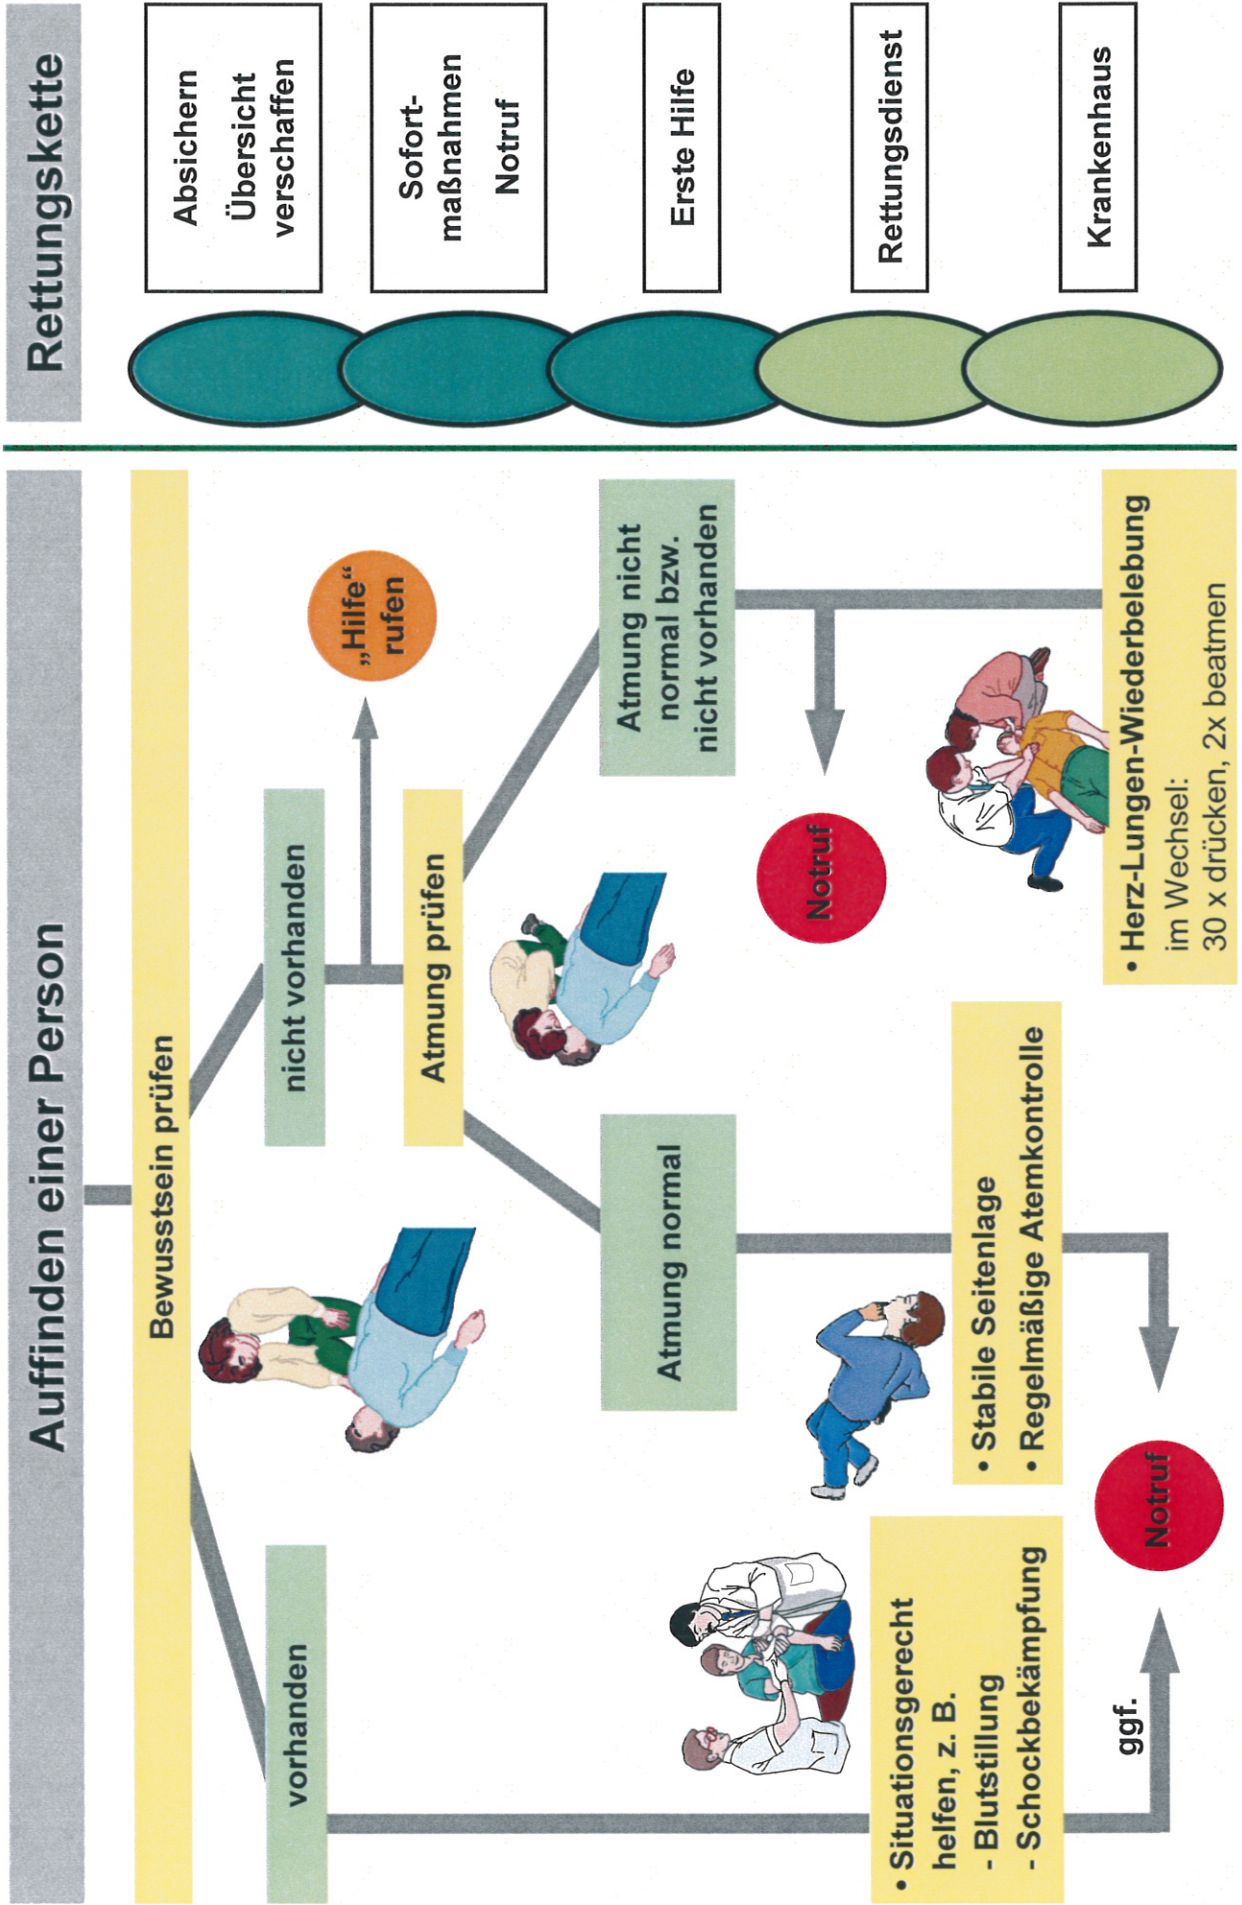 Auffinden einer Person
Bewusstsein prüfen
vorhanden
nicht vorhanden
„Hilfe“
rufen
Atmung prüfen
Atmung normal
Atmung nicht
normal bzw.
nicht vorhanden
Notruf
• Situationsgerecht
helfen, z. B.
- Blutstillung
- Schockbekämpfung
• Stabile Seitenlage
• Regelmäßige Atemkontrolle
• Herz-Lungen-Wiederbelebung
im Wechsel:
30 x drücken, 2x beatmen
ggf.
Notruf
Rettungskette
Absichern
Übersicht
verschaffen
Sofort-
maßnahmen
Notruf
Erste Hilfe
Rettungsdienst
Krankenhaus